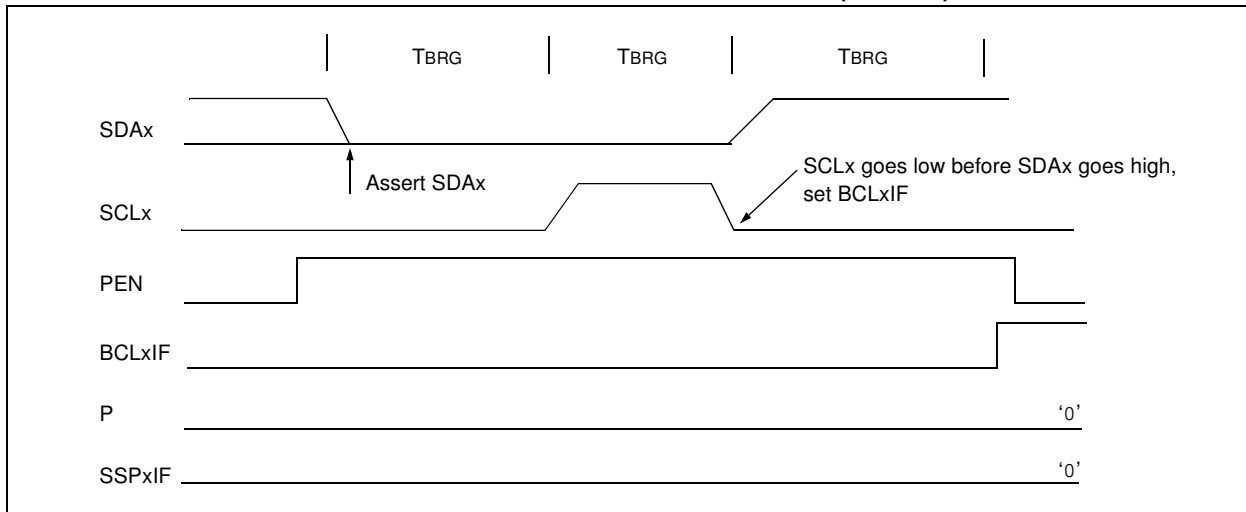 TBRG TBRG TBRG
SDAx
Assert SDAx
SCLx goes low before SDAx goes high,
set BCLxIF
SCLx
PEN
BCLxIF
P
'0'
SSPxIF
'0'